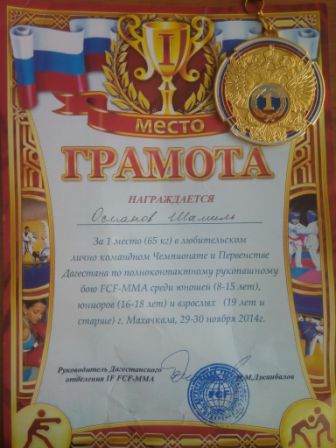 I
МЕСТО
1
ГРАМОТА
НАГРАЖДАЕТСЯ
Османов Шамиль
За 1 место (65 кг) в любительском
лично командном Чемпионате и Первенстве
Дагестана по полноконтактному рукопашному
бою FCF-MMA среди юношей (8-15 лет),
юниоров (16-18 лет) и взрослых (19 лет и
старше) г. Махачкала, 29-30 ноября 2014г.
Руководитель Дагестанского
отделения IF FCF-MMA
FCF